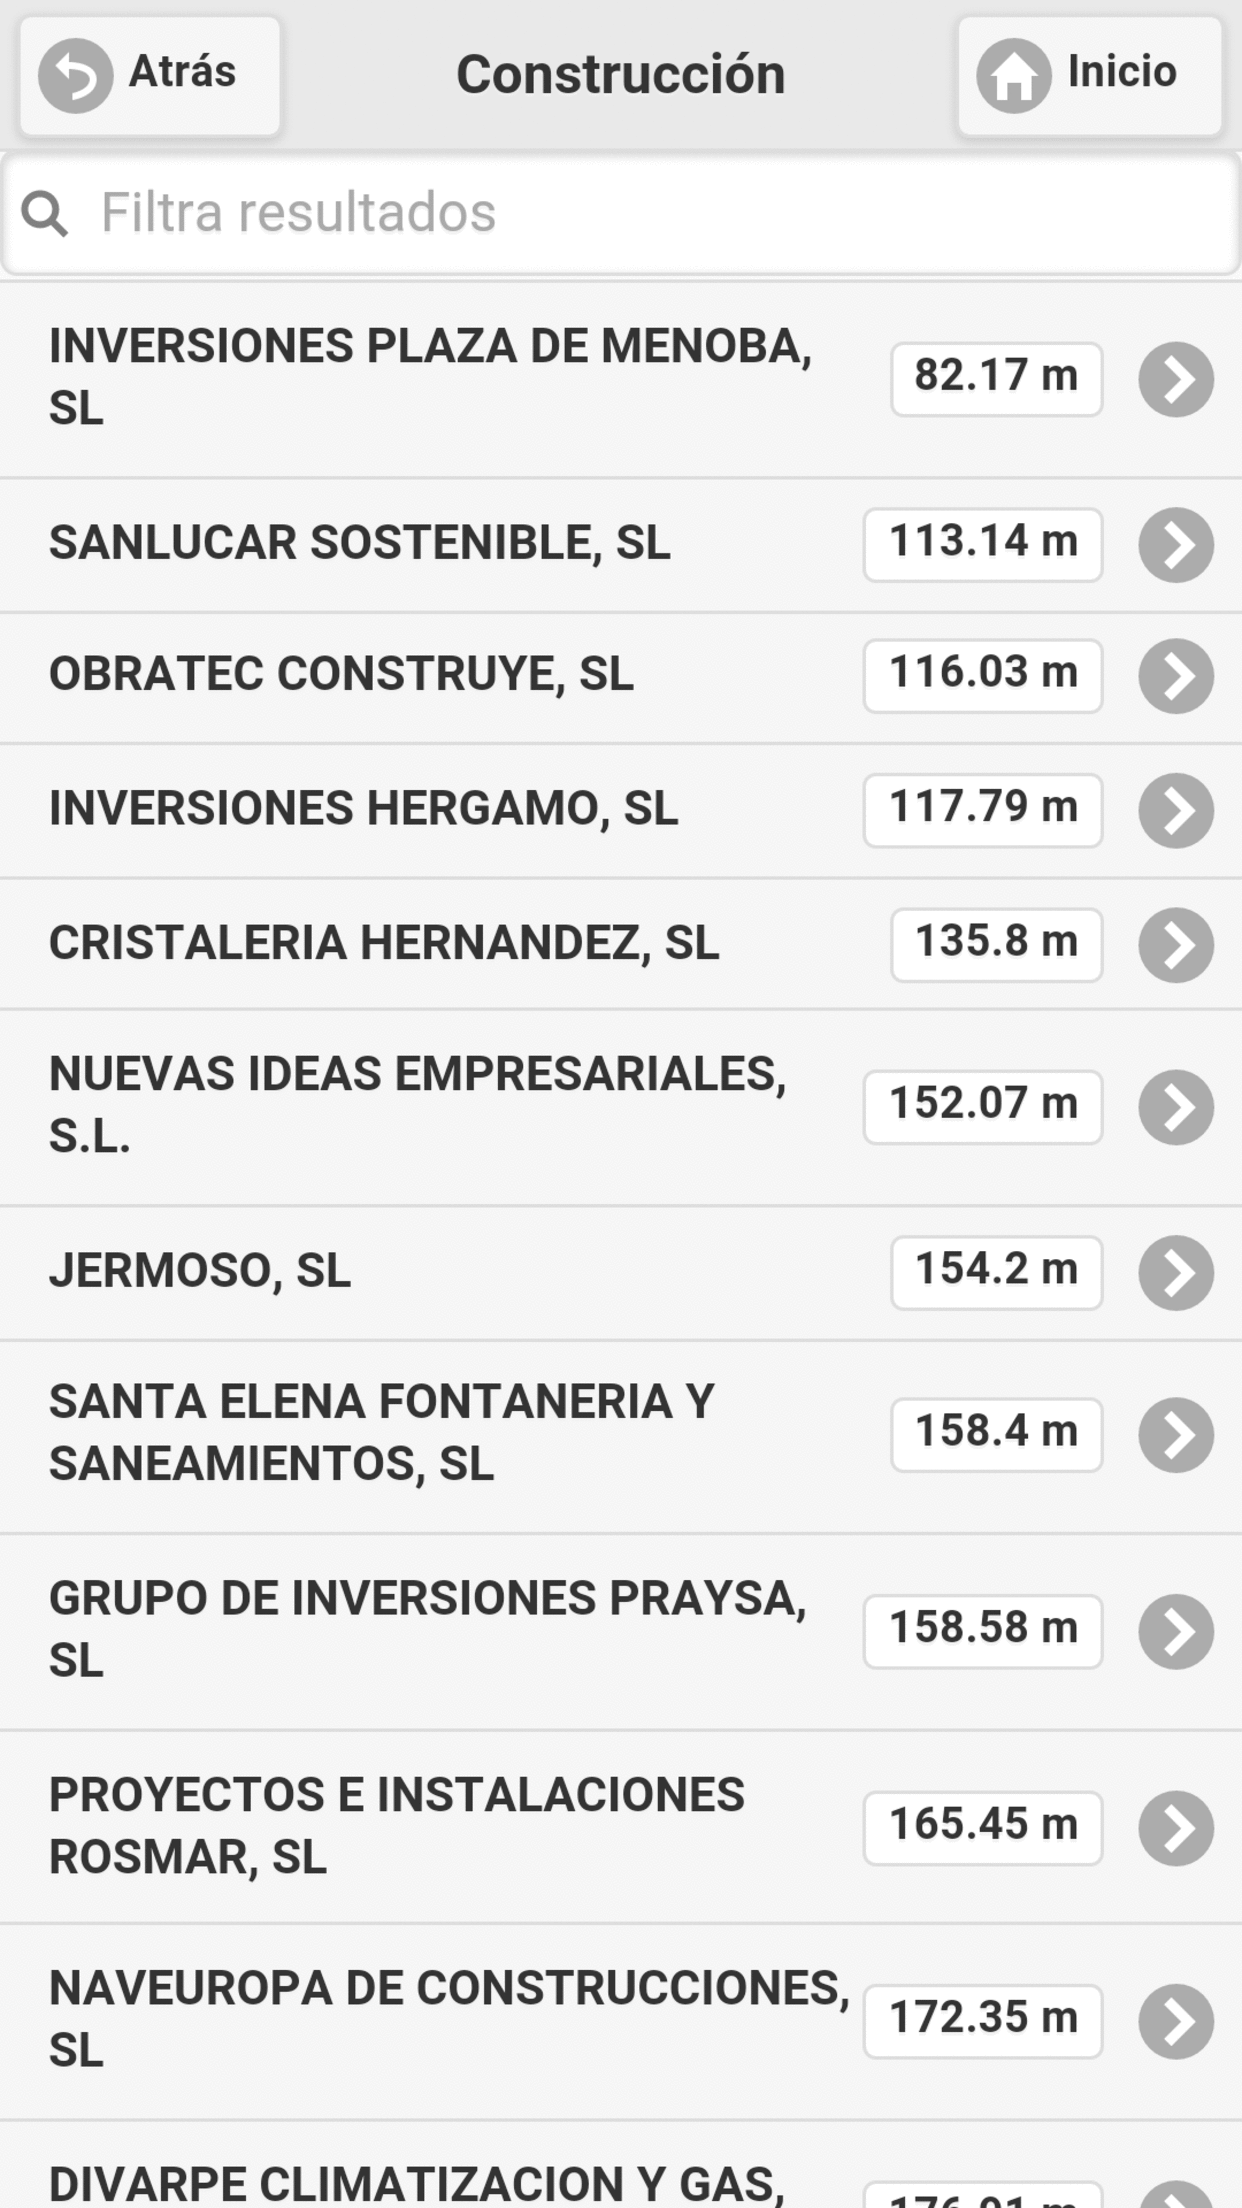 Atrás
Construcción
Inicio
Filtra resultados
INVERSIONES PLAZA DE MENOBA,
SL
82.17 m
SANLUCAR SOSTENIBLE, SL
113.14 m
OBRATEC CONSTRUYE, SL
116.03 m
INVERSIONES HERGAMO, SL
117.79 m
CRISTALERIA HERNANDEZ, SL
135.8 m
NUEVAS IDEAS EMPRESARIALES,
S.L.
152.07 m
JERMOSO, SL
154.2 m
SANTA ELENA FONTANERIA Y
SANEAMIENTOS, SL
158.4 m
GRUPO DE INVERSIONES PRAYSA,
SL
158.58 m
PROYECTOS E INSTALACIONES
ROSMAR, SL
165.45 m
NAVEUROPA DE CONSTRUCCIONES,
SL
172.35 m
DIVARPE CLIMATIZACION Y GAS,